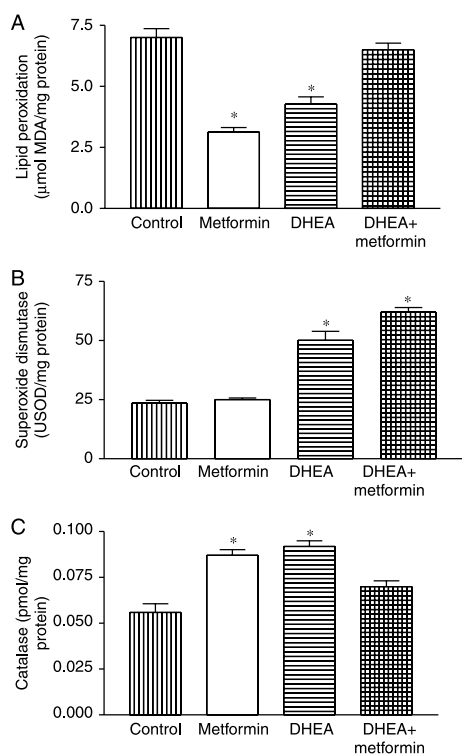 A
Lipid peroxidation
(μmol MDA/mg protein)
7.5
5.0
2.5
0.0
*
*
Control
Metformin
DHEA
DHEA+
metformin
B
Superoxide dismutase
(USOD/mg protein)
75
50
25
0
*
*
Control
Metformin
DHEA
DHEA+
metformin
C
Catalase (pmol/mg
protein)
0.100
0.075
0.050
0.025
0.000
*
*
Control
Metformin
DHEA
DHEA+
metformin